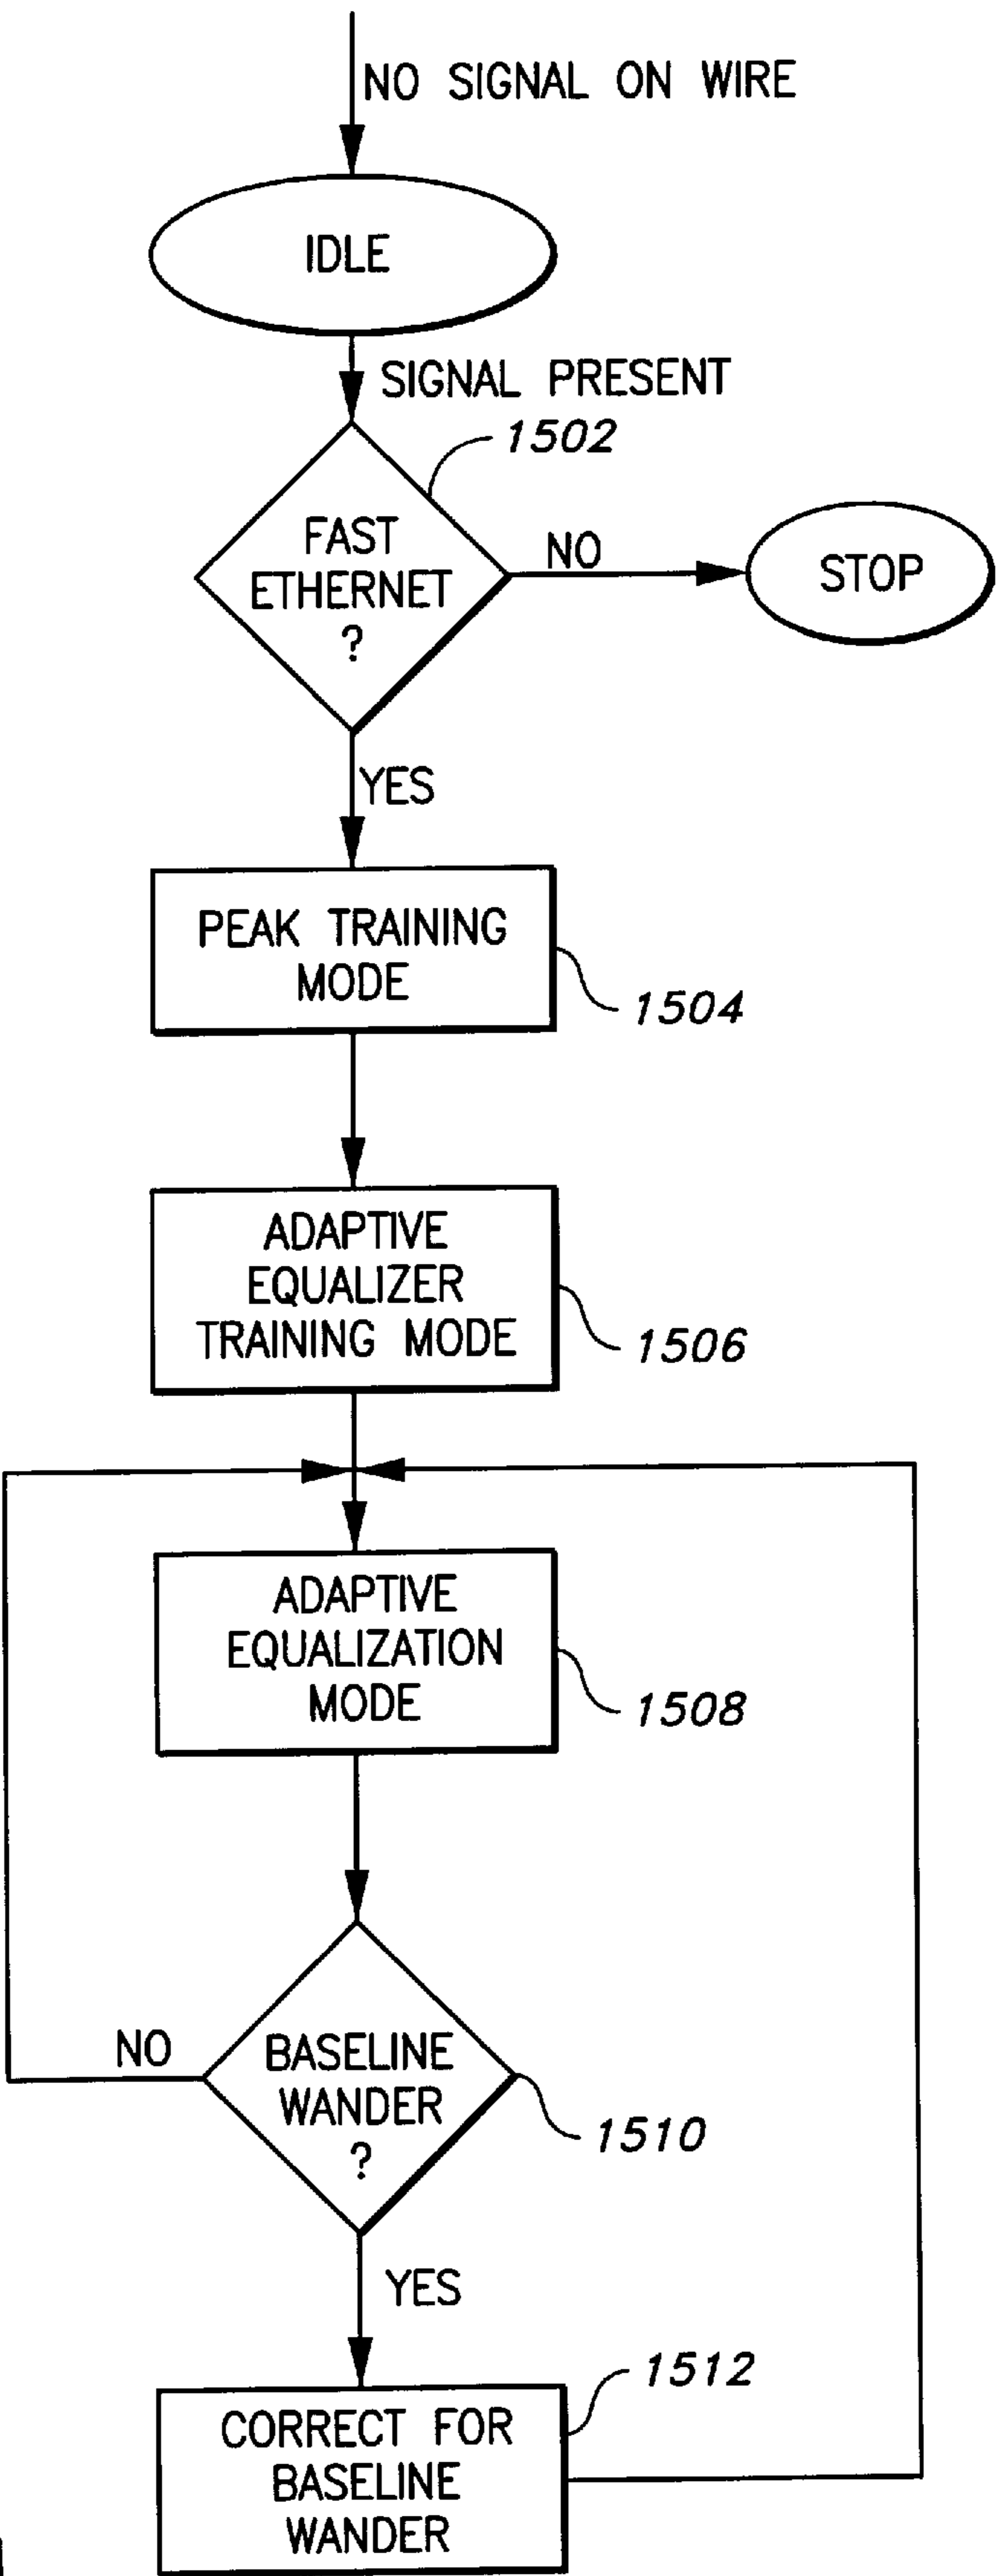 NO SIGNAL ON WIRE
IDLE
SIGNAL PRESENT
1502
FAST
ETHERNET
?
NO
STOP
YES
PEAK TRAINING
MODE
1504
ADAPTIVE
EQUALIZER
TRAINING MODE
1506
ADAPTIVE
EQUALIZATION
MODE
1508
NO
BASELINE
WANDER
?
1510
YES
1512
CORRECT FOR
BASELINE
WANDER